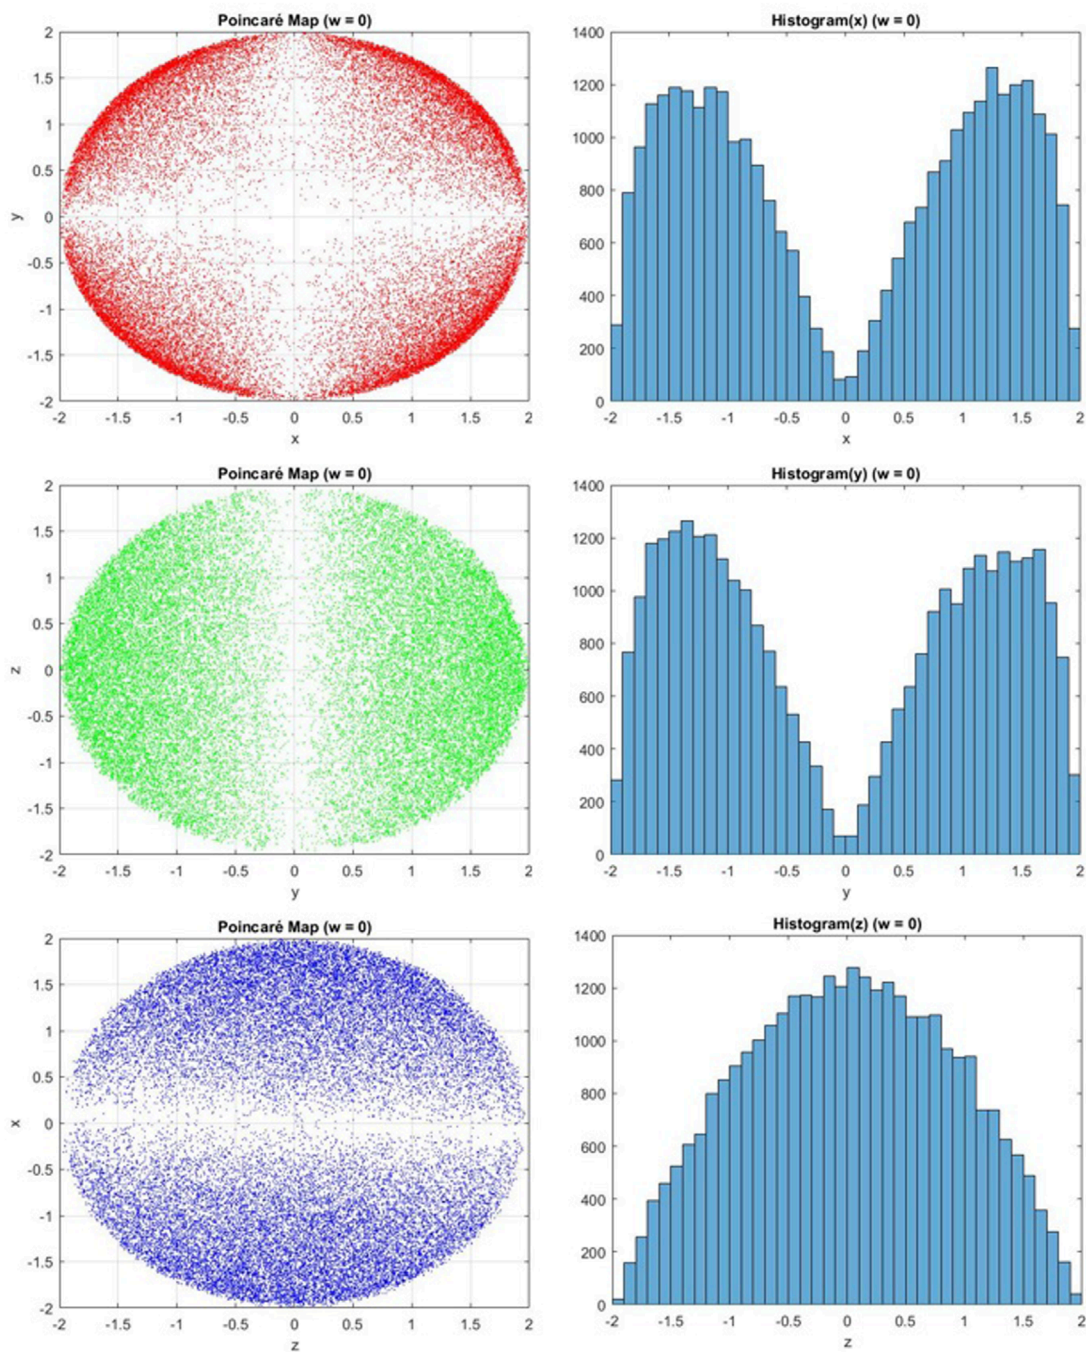 Poincaré Map (w = 0)
2
1.5
1
0.5
0
-0.5
-1
-1.5
-2
y
-2 -1.5 -1 -0.5 0 0.5 1 1.5 2
x
Histogram(x) (w = 0)
1400
1200
1000
800
600
400
200
0
-2 -1.5 -1 -0.5 0 0.5 1 1.5 2
x
Poincaré Map (w = 0)
2
1.5
1
0.5
0
-0.5
-1
-1.5
-2
z
-2 -1.5 -1 -0.5 0 0.5 1 1.5 2
y
Histogram(y) (w = 0)
1400
1200
1000
800
600
400
200
0
-2 -1.5 -1 -0.5 0 0.5 1 1.5 2
y
Poincaré Map (w = 0)
2
1.5
1
0.5
0
-0.5
-1
-1.5
-2
x
-2 -1.5 -1 -0.5 0 0.5 1 1.5 2
z
Histogram(z) (w = 0)
1400
1200
1000
800
600
400
200
0
-2 -1.5 -1 -0.5 0 0.5 1 1.5 2
z